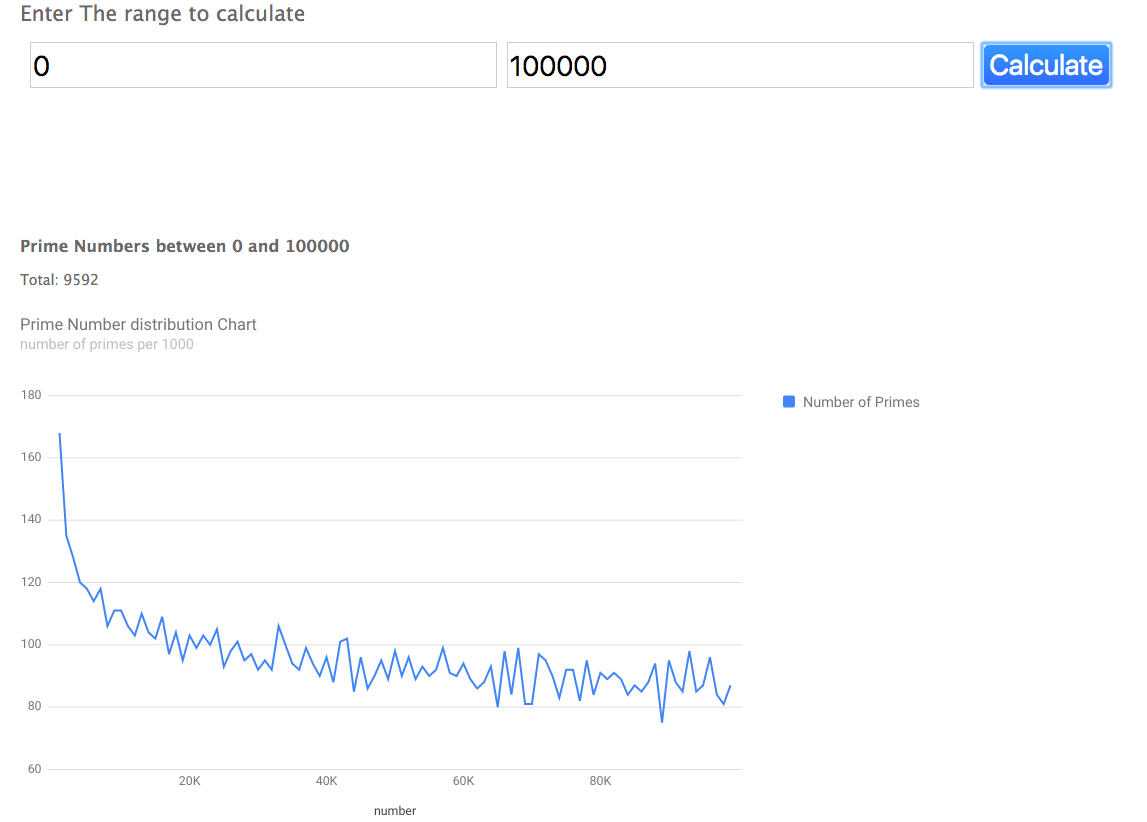 Enter The range to calculate
0 100000 Calculate
Prime Numbers between 0 and 100000
Total: 9592
Prime Number distribution Chart
number of primes per 1000
180
Number of Primes
160
140
120
100
80
60
20K 40K 60K 80K
number